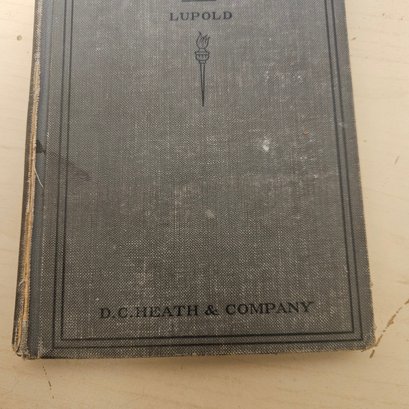 LUPOLD
D.C. HEATH & COMPANY